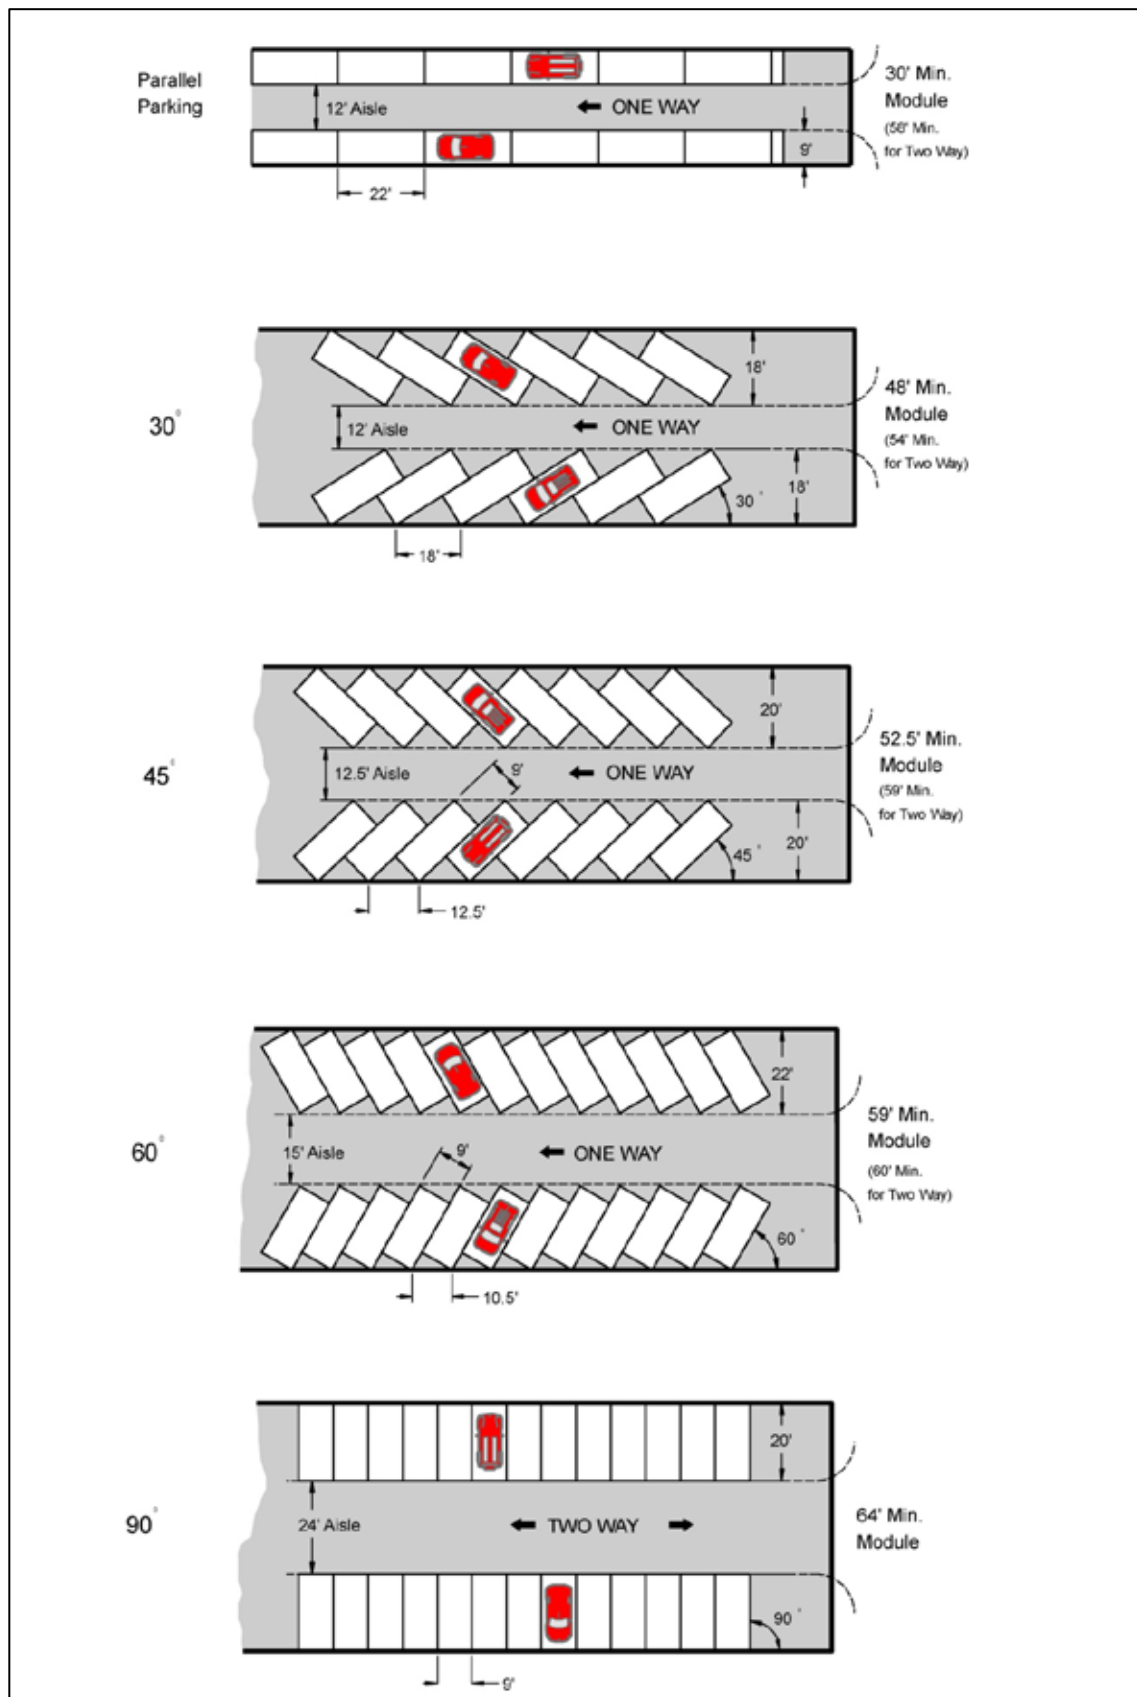 Parallel
Parking
12' Aisle
ONE WAY
9'
22'
30' Min.
Module
(56' Min.
for Two Way)
30°
12' Aisle
ONE WAY
18'
18'
30°
18'
48' Min.
Module
(54' Min.
for Two Way)
45°
12.5' Aisle
9'
ONE WAY
20'
20'
45°
12.5'
52.5' Min.
Module
(59' Min.
for Two Way)
60°
15' Aisle
9'
ONE WAY
22'
60°
10.5'
59' Min.
Module
(60' Min.
for Two Way)
90°
24' Aisle
TWO WAY
20'
90°
9'
64' Min.
Module